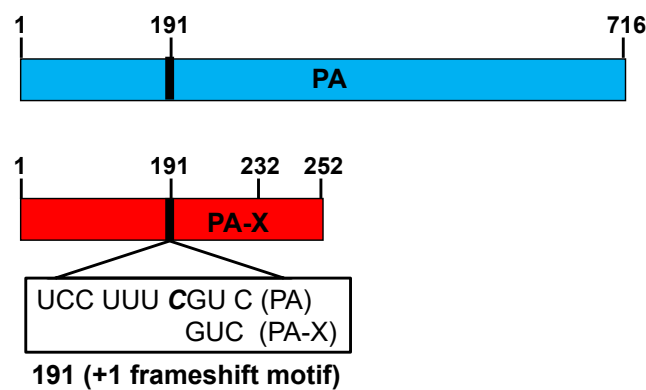 1 191 716
PA
1 191 232 252
PA-X
UCC UUU CGU C (PA)
GUC (PA-X)
191 (+1 frameshift motif)